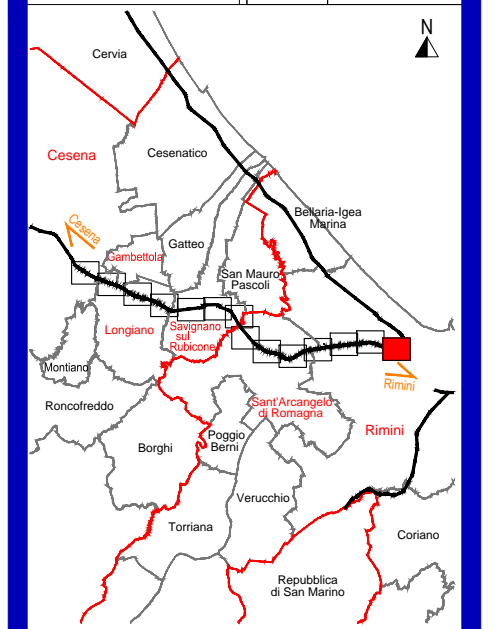 N
Cervia
Cesena
Cesenatico
Bellaria-Igea
Marina
Cesena
Gatteo
Gambettola
San Mauro
Pascoli
Longiano
Savignano
sul
Rubicone
Montiano
Rimini
Roncofreddo
Sant'Arcangelo
di Romagna
Rimini
Borghi
Poggio
Berni
Verucchio
Torriana
Coriano
Repubblica
di San Marino